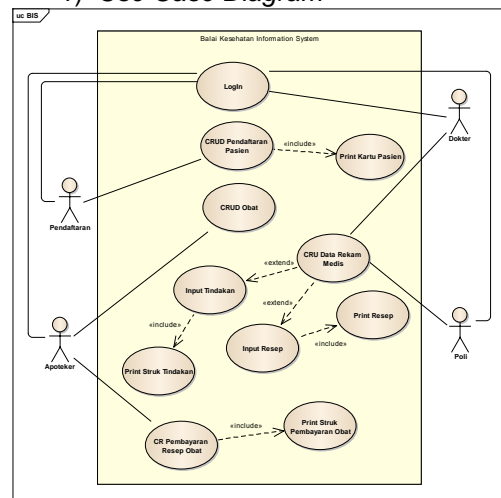 1) Use Case Diagram
uc BIS
Balai Kesehatan Information System
LogIn
CRUD Pendaftaran
Pasien
«include»
Print Kartu Pasien
Dokter
Pendaftaran
CRUD Obat
CRU Data Rekam
Medis
«extend»
Input Tindakan
«extend»
«include»
Print Resep
Input Resep
«include»
Print Struk Tindakan
Apoteker
Poli
CR Pembayaran
Resep Obat
«include»
Print Struk
Pembayaran Obat